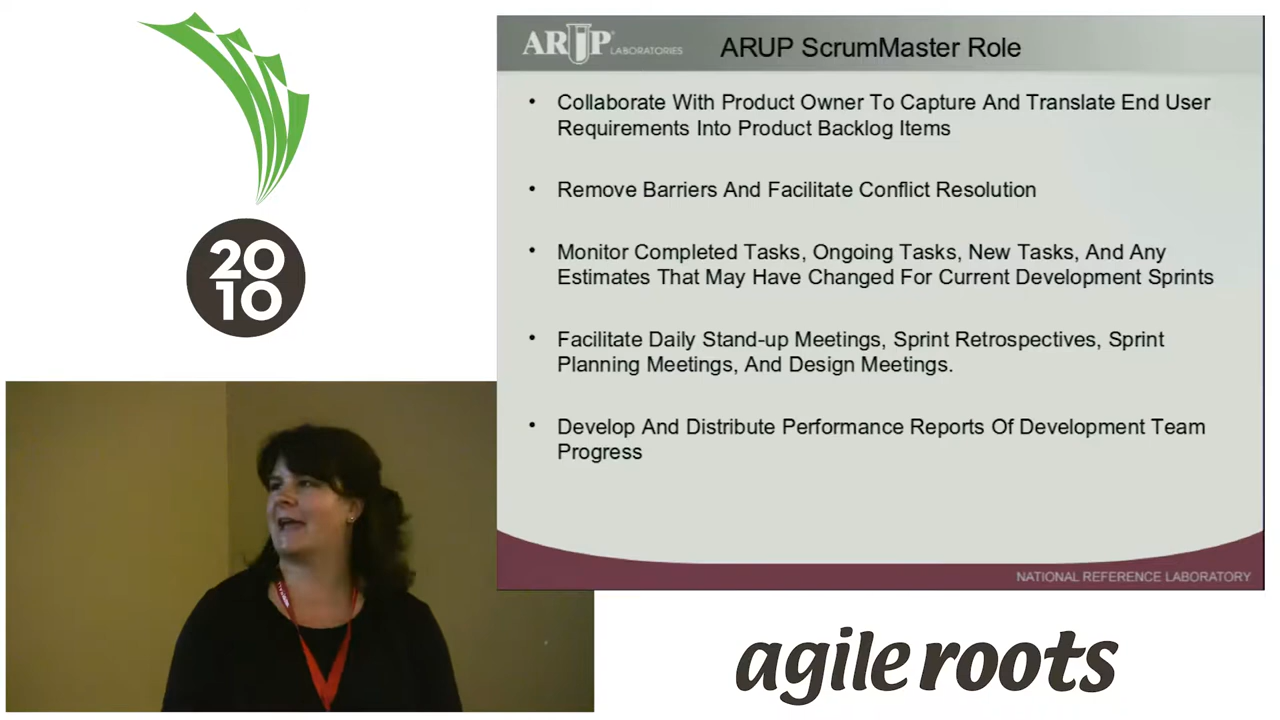 20
10
ARUP LABORATORIES
ARUP ScrumMaster Role
• Collaborate With Product Owner To Capture And Translate End User
Requirements Into Product Backlog Items
• Remove Barriers And Facilitate Conflict Resolution
• Monitor Completed Tasks, Ongoing Tasks, New Tasks, And Any
Estimates That May Have Changed For Current Development Sprints
• Facilitate Daily Stand-up Meetings, Sprint Retrospectives, Sprint
Planning Meetings, And Design Meetings.
• Develop And Distribute Performance Reports Of Development Team
Progress
NATIONAL REFERENCE LABORATORY
agile roots